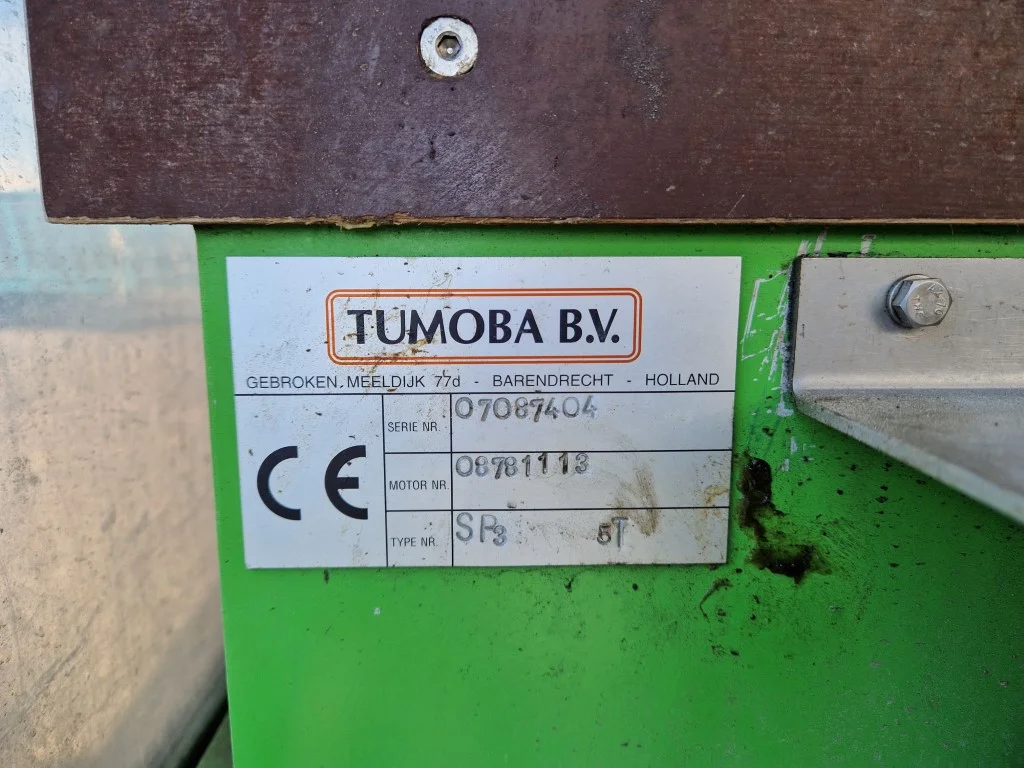 TUMOBA B.V.
GEBROKEN MEELDIJK 77d - BARENDRECHT - HOLLAND
CE
SERIE NR. 07087404
MOTOR NR. 08781113
TYPE NR. SP3 5T